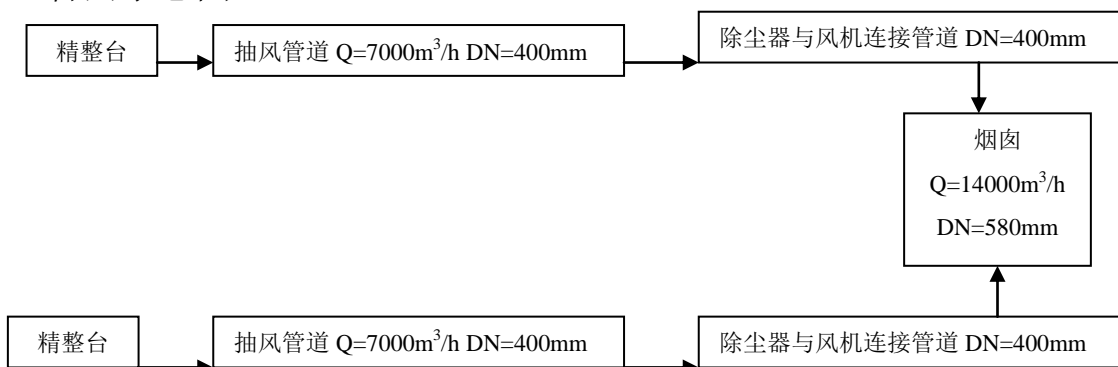 精整台
抽风管道 Q=7000m³/h DN=400mm
除尘器与风机连接管道 DN=400mm
烟囱
Q=14000m³/h
DN=580mm
精整台
抽风管道 Q=7000m³/h DN=400mm
除尘器与风机连接管道 DN=400mm